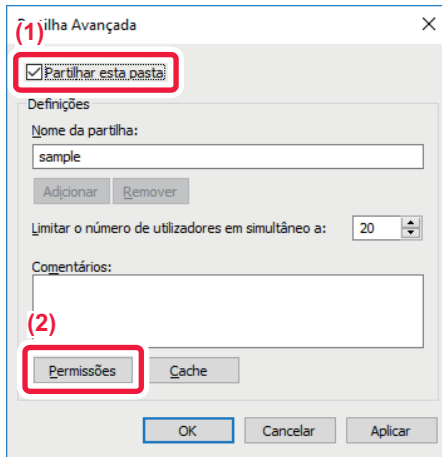 (1)
Partilha Avançada
Partilhar esta pasta
Definições
Nome da partilha:
sample
Adicionar Remover
Limitar o número de utilizadores em simultâneo a: 20
Comentários:
(2)
Permissões Cache
OK Cancelar Aplicar